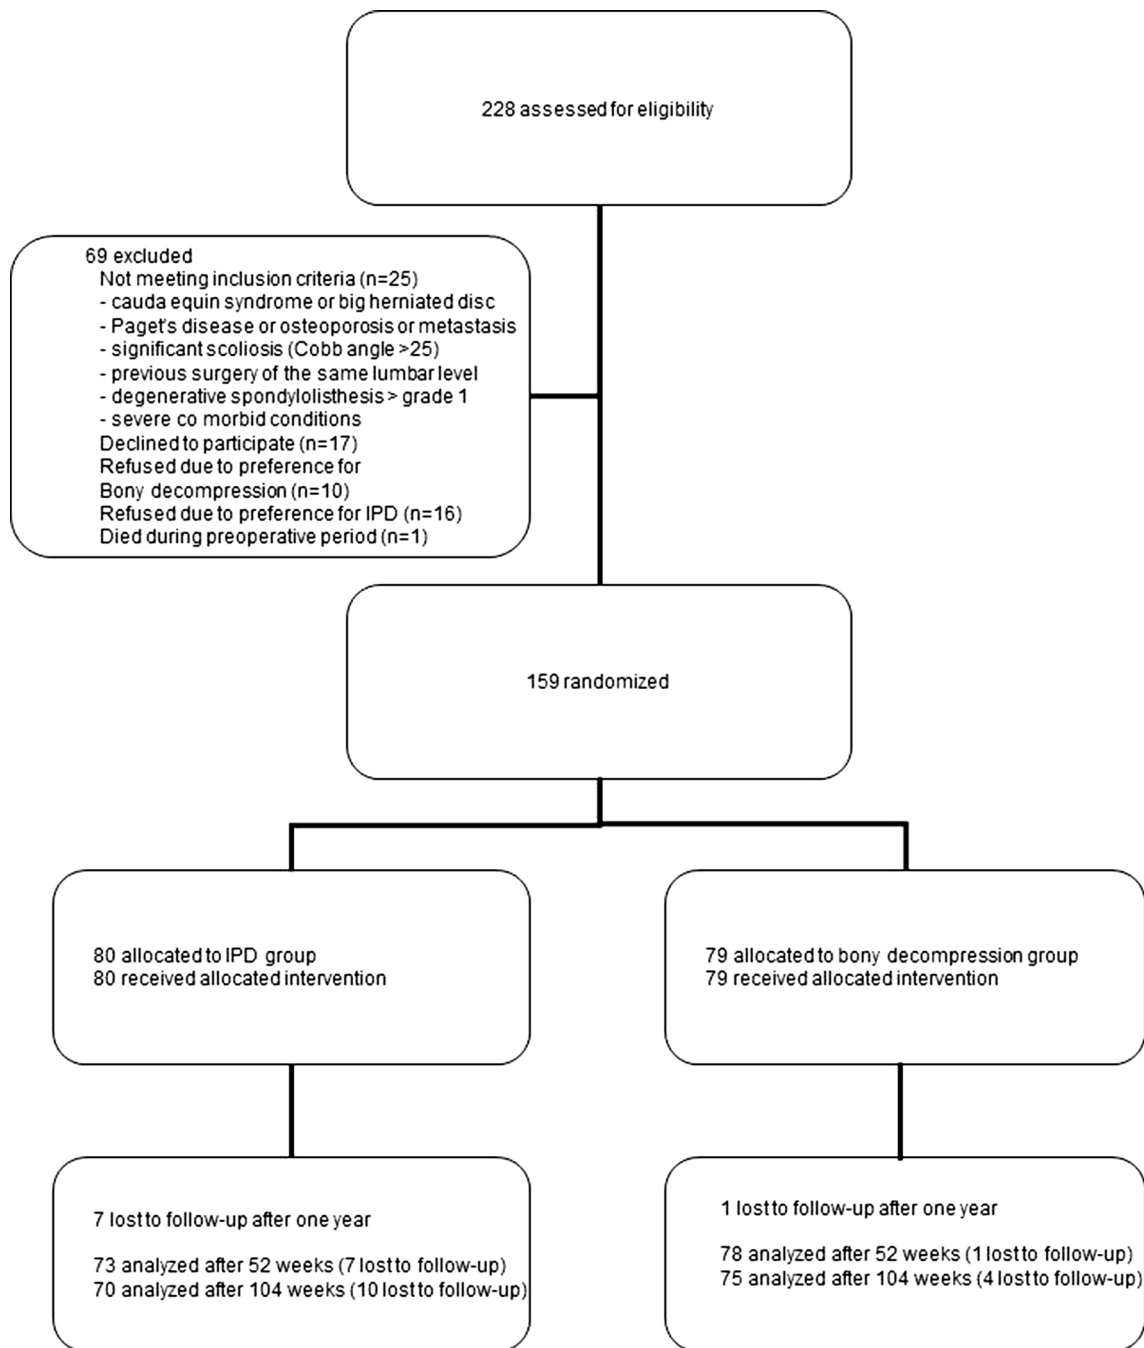 228 assessed for eligibility
69 excluded
Not meeting inclusion criteria (n=25)
- cauda equin syndrome or big herniated disc
- Paget's disease or osteoporosis or metastasis
- significant scoliosis (Cobb angle >25)
- previous surgery of the same lumbar level
- degenerative spondylolisthesis > grade 1
- severe co morbid conditions
Declined to participate (n=17)
Refused due to preference for
Bony decompression (n=10)
Refused due to preference for IPD (n=16)
Died during preoperative period (n=1)
159 randomized
80 allocated to IPD group
80 received allocated intervention
79 allocated to bony decompression group
79 received allocated intervention
7 lost to follow-up after one year
73 analyzed after 52 weeks (7 lost to follow-up)
70 analyzed after 104 weeks (10 lost to follow-up)
1 lost to follow-up after one year
78 analyzed after 52 weeks (1 lost to follow-up)
75 analyzed after 104 weeks (4 lost to follow-up)